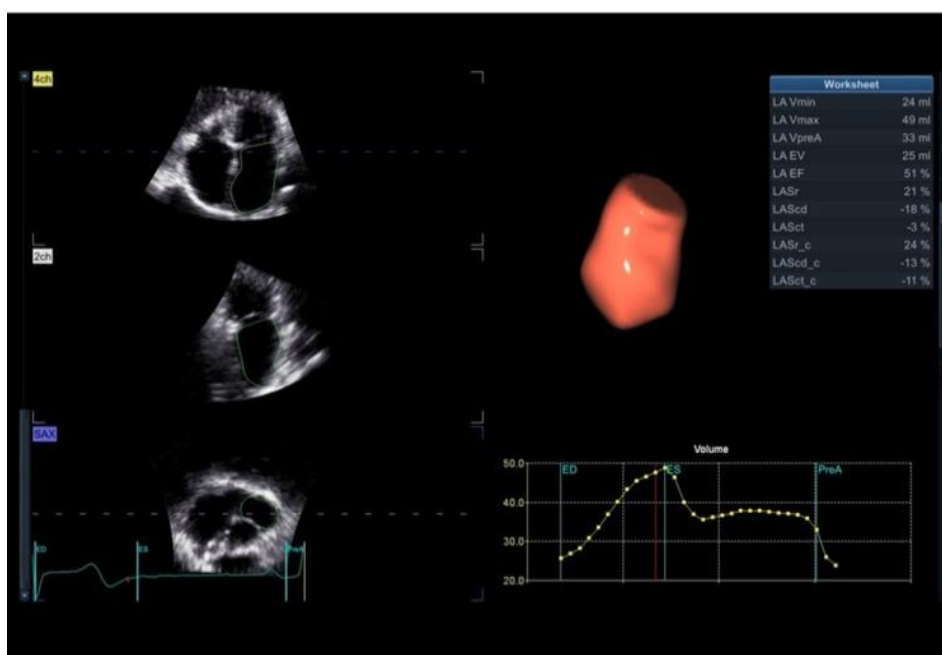 4ch
2ch
SAX
ED
ES
PreA
Worksheet
LA Vmin 24 ml
LA Vmax 49 ml
LA VpreA 33 ml
LA EV 25 ml
LA EF 51 %
LASr 21 %
LAScd -18 %
LASct -3 %
LASr_c 24 %
LAScd_c -13 %
LASct_c -11 %
Volume
50.0
40.0
30.0
20.0
ED
ES
PreA